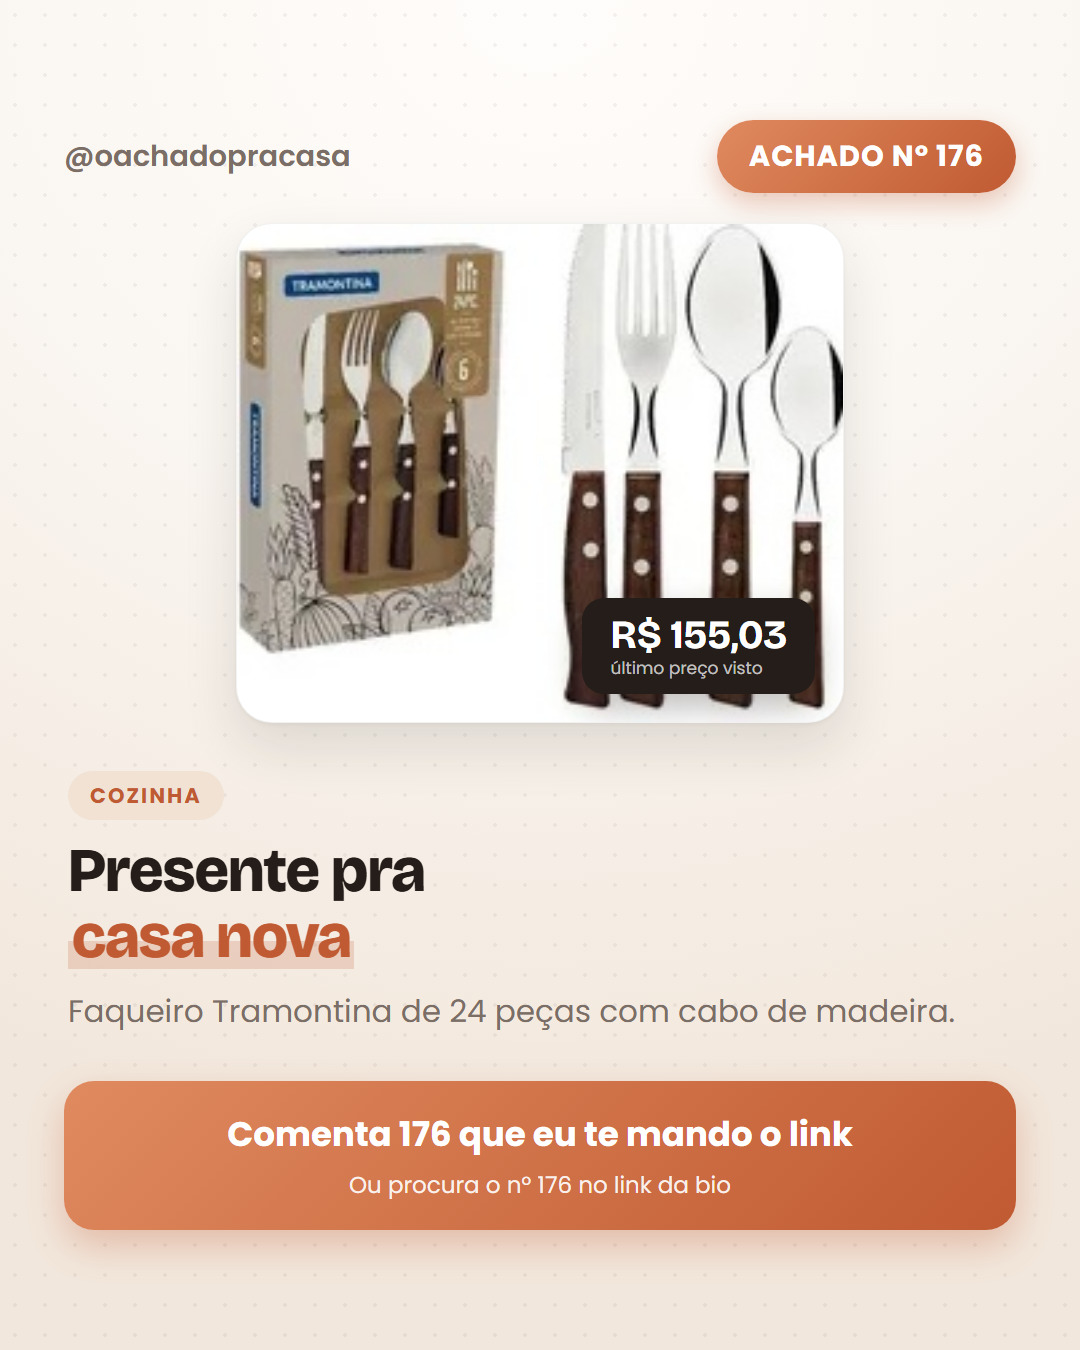 @oachadopracasa
ACHADO Nº 176
TRAMONTINA
24PÇ
6
R$ 155,03
último preço visto
COZINHA
Presente pra
casa nova
Faqueiro Tramontina de 24 peças com cabo de madeira.
Comenta 176 que eu te mando o link
Ou procura o nº 176 no link da bio